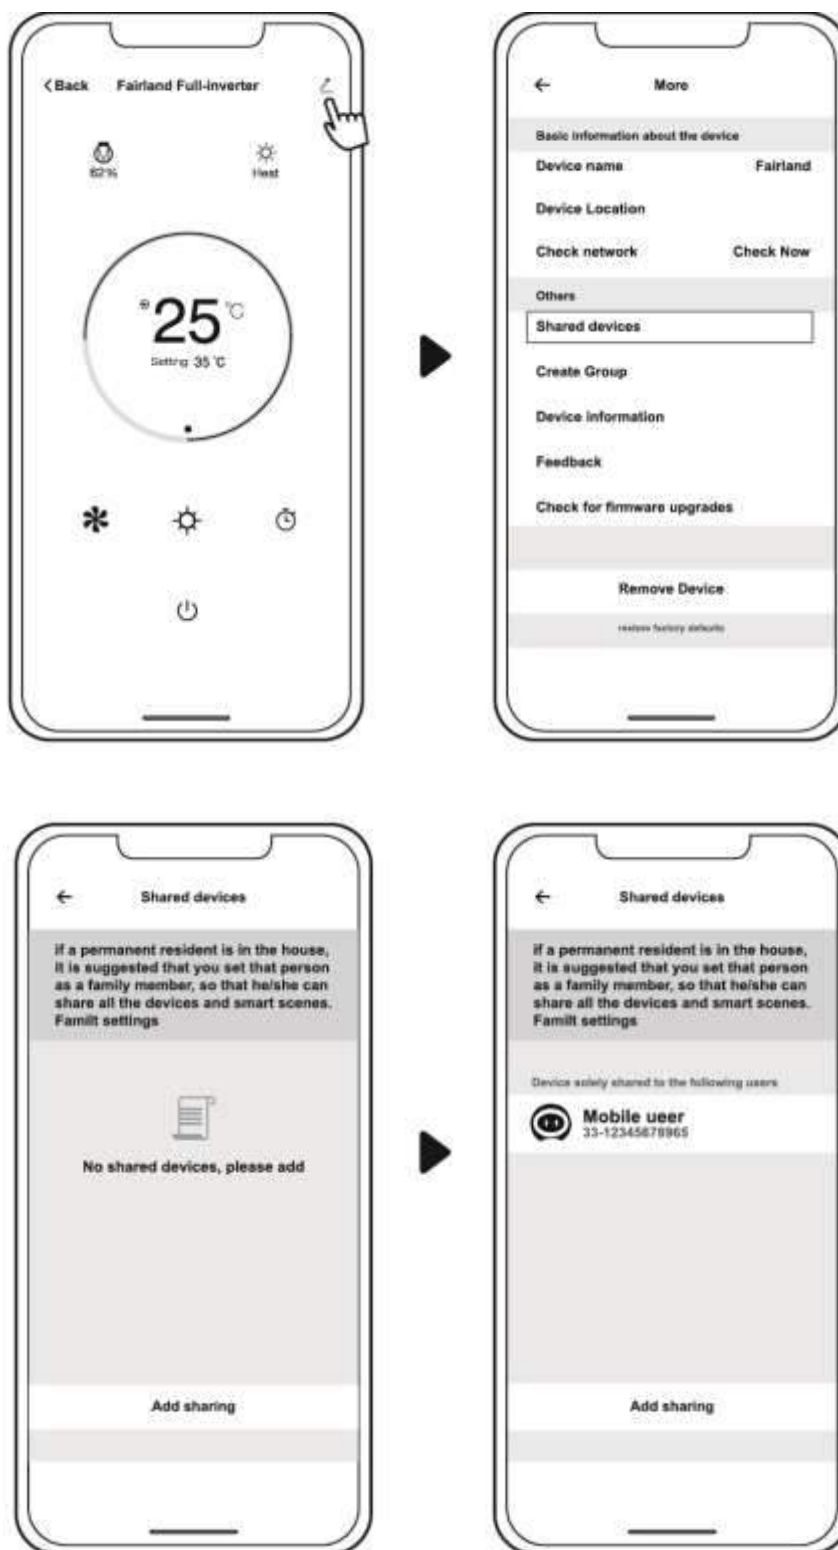 Back Fairland Full-inverter
62% Heat
25 °C
Setting 35 °C
More
Basic information about the device
Device name Fairland
Device Location
Check network Check Now
Others
Shared devices
Create Group
Device information
Feedback
Check for firmware upgrades
Remove Device
restore factory defaults
Shared devices
if a permanent resident is in the house,
it is suggested that you set that person
as a family member, so that he/she can
share all the devices and smart scenes.
Familt settings
No shared devices, please add
Add sharing
Shared devices
if a permanent resident is in the house,
it is suggested that you set that person
as a family member, so that he/she can
share all the devices and smart scenes.
Familt settings
Device solely shared to the following users
Mobile ueer
33-12345678965
Add sharing